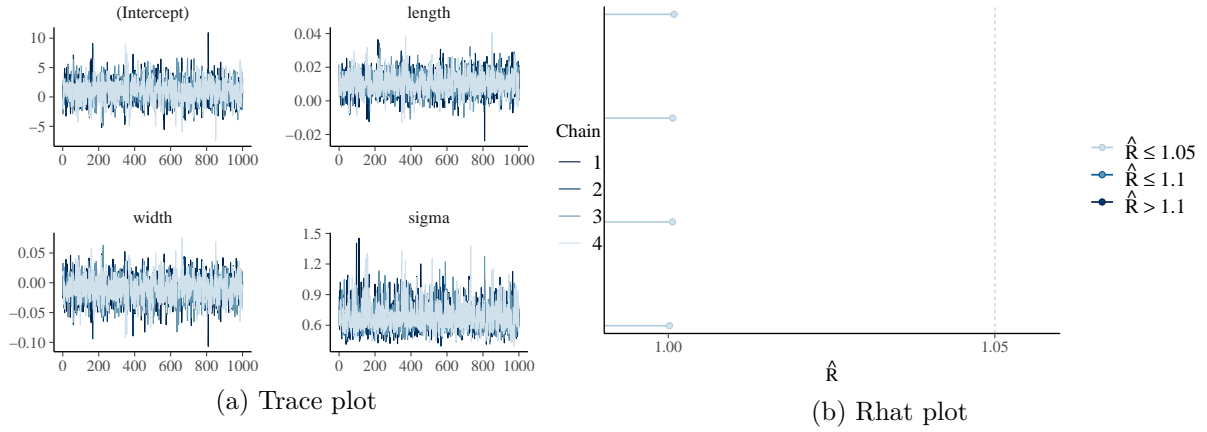 (Intercept)
length
10
5
0
−5
0.04
0.02
0.00
−0.02
0 200 400 600 800 1000
0 200 400 600 800 1000
width
sigma
0.05
0.00
−0.05
−0.10
1.5
1.2
0.9
0.6
0 200 400 600 800 1000
0 200 400 600 800 1000
Chain
1
2
3
4
(a) Trace plot
1.00 1.05
R̂
R̂ ≤ 1.05
R̂ ≤ 1.1
R̂ > 1.1
(b) Rhat plot